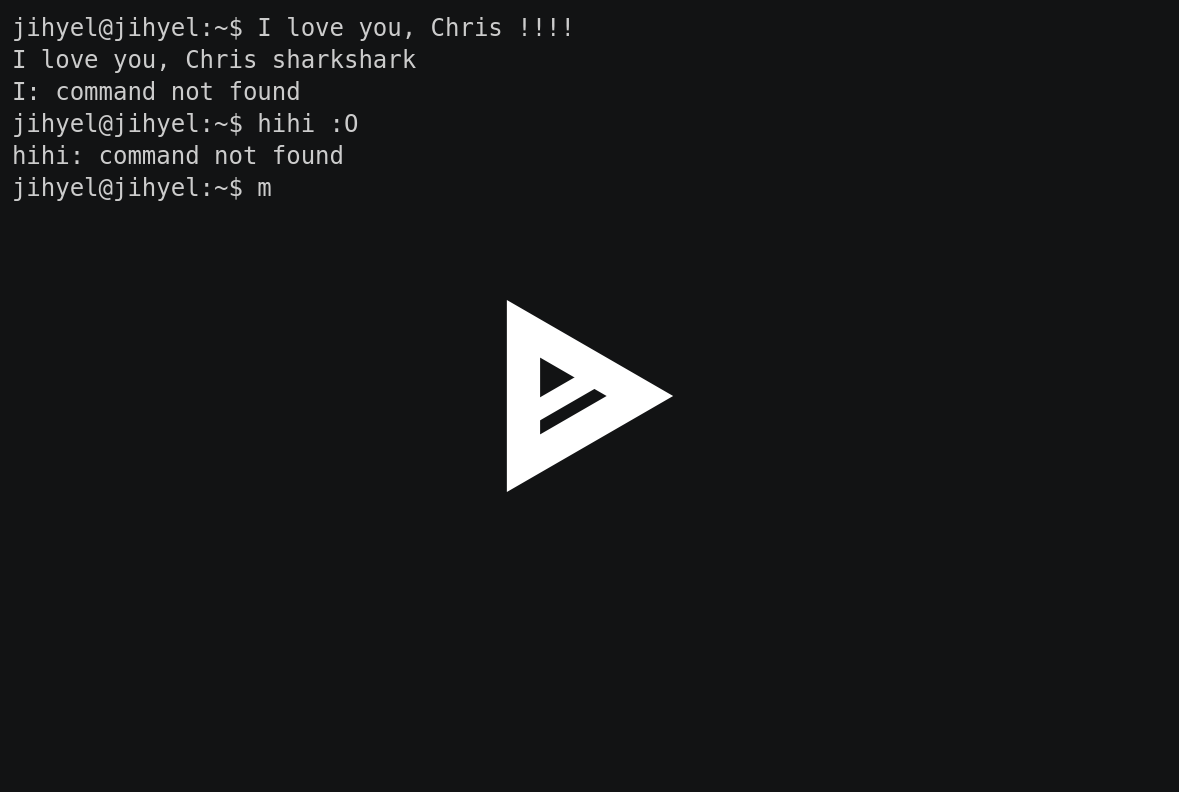 jihyel@jihyel:~$ I love you, Chris !!!!
I love you, Chris sharkshark
I: command not found
jihyel@jihyel:~$ hihi :O
hihi: command not found
jihyel@jihyel:~$ m